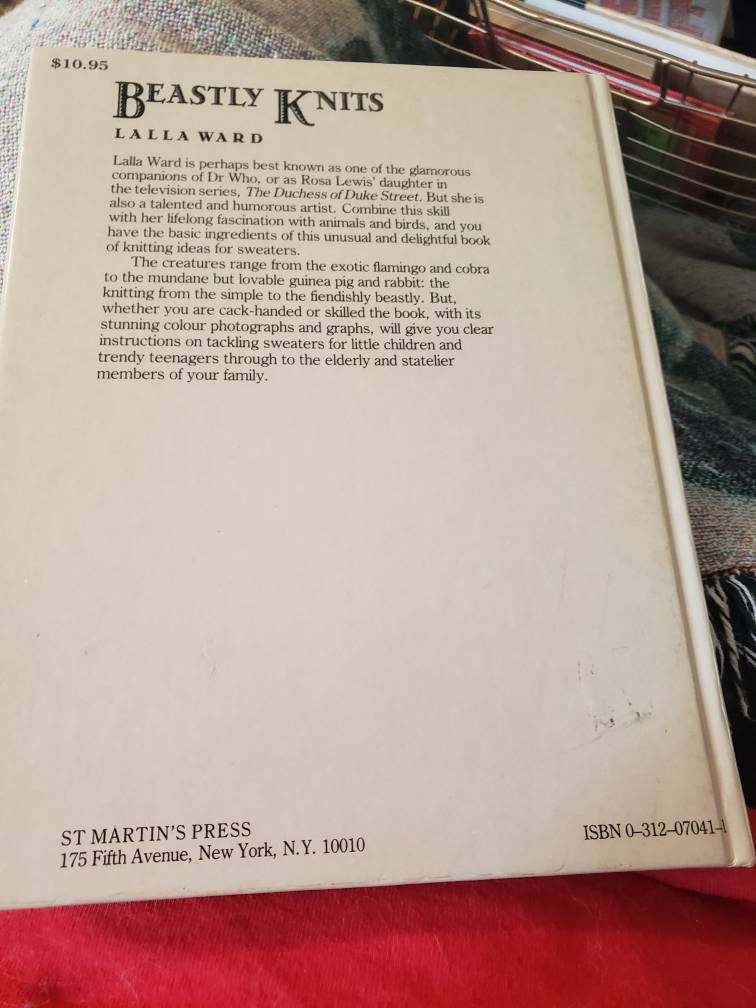 $10.95
BEASTLY KNITS
LALLA WARD
Lalla Ward is perhaps best known as one of the glamorous
companions of Dr Who, or as Rosa Lewis' daughter in
the television series, The Duchess of Duke Street. But she is
also a talented and humorous artist. Combine this skill
with her lifelong fascination with animals and birds, and you
have the basic ingredients of this unusual and delightful book
of knitting ideas for sweaters.
The creatures range from the exotic flamingo and cobra
to the mundane but lovable guinea pig and rabbit: the
knitting from the simple to the fiendishly beastly. But,
whether you are cack-handed or skilled the book, with its
stunning colour photographs and graphs, will give you clear
instructions on tackling sweaters for little children and
trendy teenagers through to the elderly and statelier
members of your family.
ST MARTIN'S PRESS
175 Fifth Avenue, New York, N.Y. 10010
ISBN 0–312–07041–1